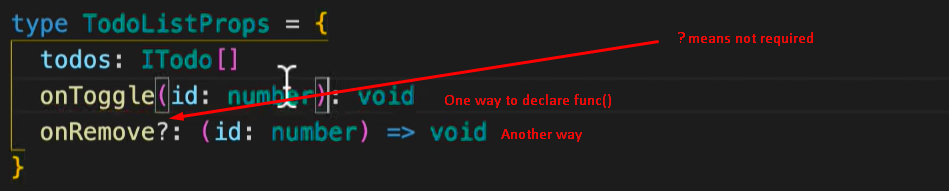 type TodoListProps = {
? means not required
todos: ITodo[]
onToggle(id: number): void
One way to declare func()
onRemove?: (id: number) => void
Another way
}